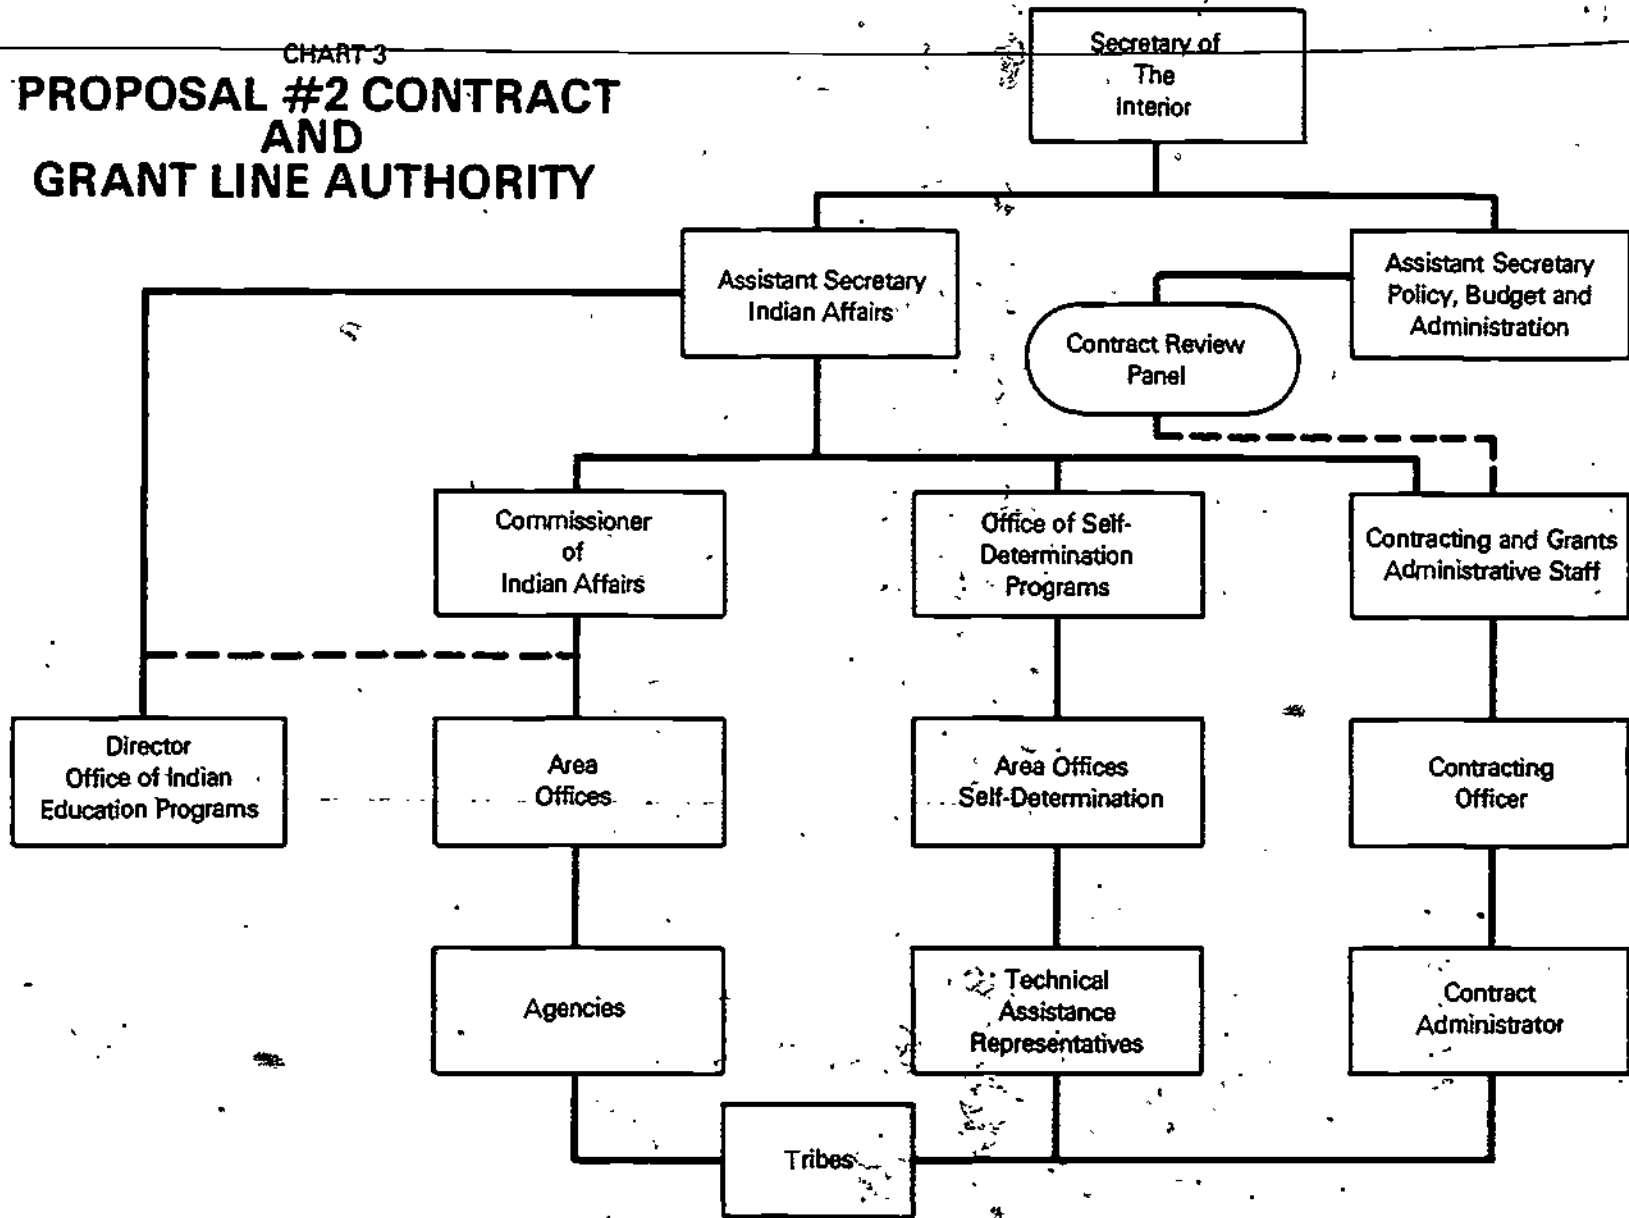 CHART 3
PROPOSAL #2 CONTRACT
AND
GRANT LINE AUTHORITY
Secretary of
The
Interior
Assistant Secretary
Indian Affairs
Assistant Secretary
Policy, Budget and
Administration
Contract Review
Panel
Commissioner
of
Indian Affairs
Office of Self-
Determination
Programs
Contracting and Grants
Administrative Staff
Director
Office of Indian
Education Programs
Area
Offices
Area Offices
Self-Determination
Contracting
Officer
Agencies
Technical
Assistance
Representatives
Contract
Administrator
Tribes